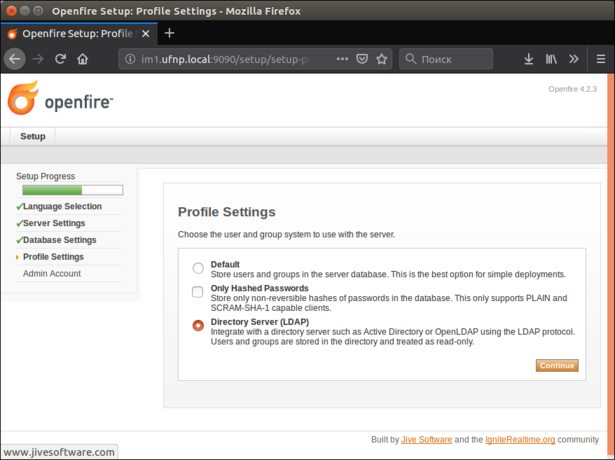 Openfire Setup: Profile Settings - Mozilla Firefox
Openfire Setup: Profile S
im1.ufnp.local:9090/setup/setup-pr
Поиск
openfire™
Openfire 4.2.3
Setup
Setup Progress
Language Selection
Server Settings
Database Settings
Profile Settings
Admin Account
Profile Settings
Choose the user and group system to use with the server.
Default
Store users and groups in the server database. This is the best option for simple deployments.
Only Hashed Passwords
Store only non-reversible hashes of passwords in the database. This only supports PLAIN and
SCRAM-SHA-1 capable clients.
Directory Server (LDAP)
Integrate with a directory server such as Active Directory or OpenLDAP using the LDAP protocol.
Users and groups are stored in the directory and treated as read-only.
Continue
Built by Jive Software and the IgniteRealtime.org community
www.jivesoftware.com